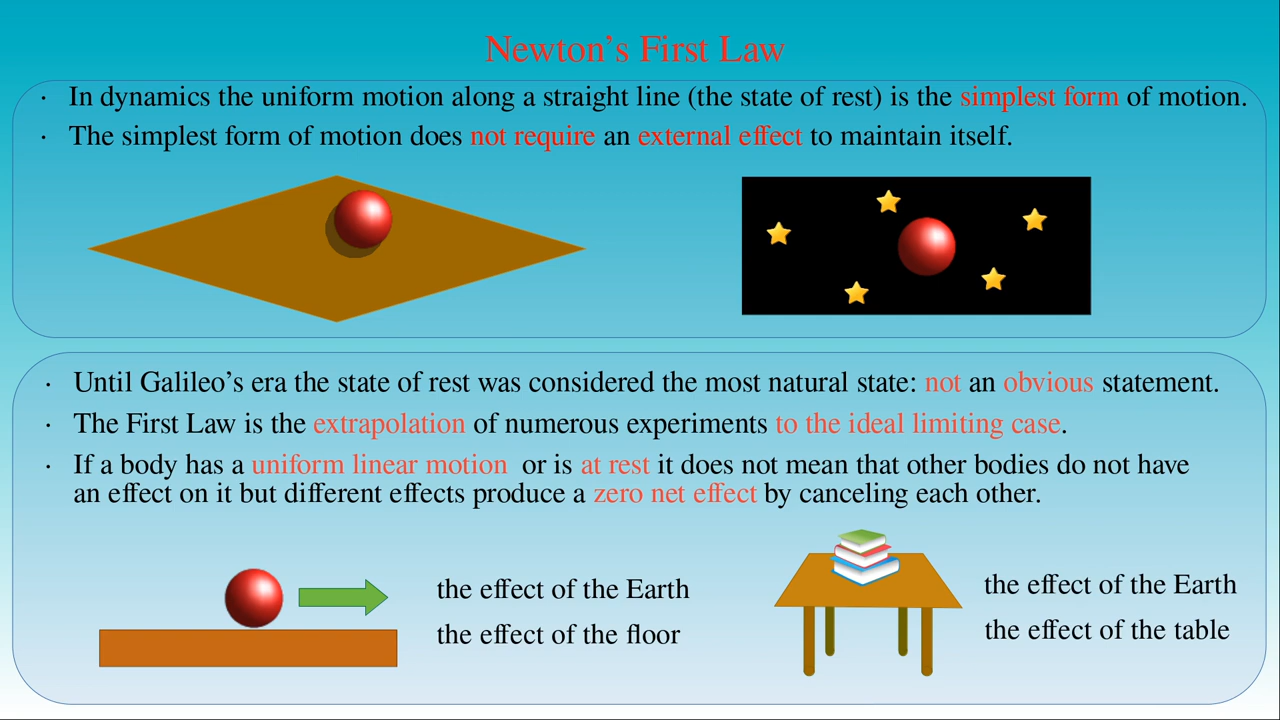 Newton's First Law
· In dynamics the uniform motion along a straight line (the state of rest) is the simplest form of motion.
· The simplest form of motion does not require an external effect to maintain itself.
· Until Galileo's era the state of rest was considered the most natural state: not an obvious statement.
· The First Law is the extrapolation of numerous experiments to the ideal limiting case.
· If a body has a uniform linear motion or is at rest it does not mean that other bodies do not have
an effect on it but different effects produce a zero net effect by canceling each other.
the effect of the Earth
the effect of the floor
the effect of the Earth
the effect of the table